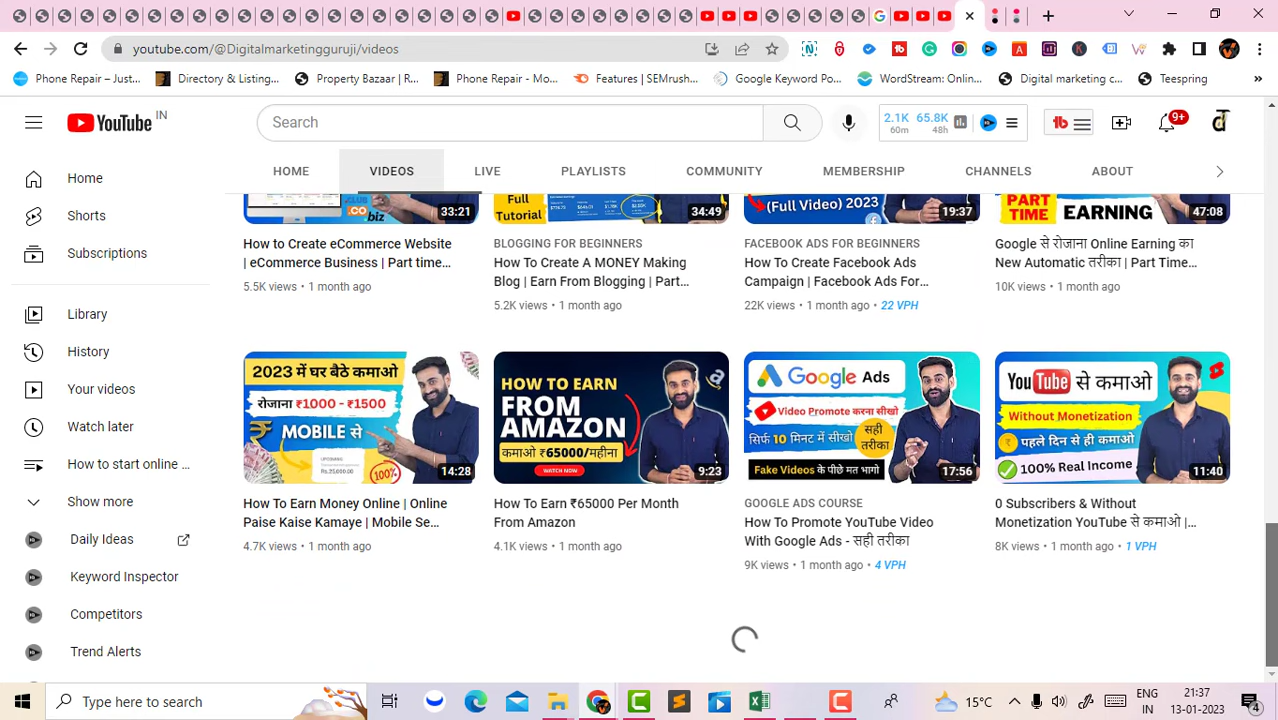 youtube.com/@Digitalmarketingguruji/videos
Phone Repair – Just...
Directory & Listing...
Property Bazaar | R...
Phone Repair - Mo...
Features | SEMrush...
Google Keyword Po...
WordStream: Onlin...
Digital marketing c...
Teespring
»
YouTube IN
Search
2.1K 65.8K
60m 48h
9+
HOME
VIDEOS
LIVE
PLAYLISTS
COMMUNITY
MEMBERSHIP
CHANNELS
ABOUT
Home
Shorts
Subscriptions
Library
History
Your videos
Watch later
How to start online ...
Show more
Daily Ideas
Keyword Inspector
Competitors
Trend Alerts
.CLUB
.CO
.biz
33:21
How to Create eCommerce Website
| eCommerce Business | Part time...
5.5K views • 1 month ago
Full
Tutorial
34:49
BLOGGING FOR BEGINNERS
How To Create A MONEY Making
Blog | Earn From Blogging | Part...
5.2K views • 1 month ago
(Full Video) 2023
19:37
FACEBOOK ADS FOR BEGINNERS
How To Create Facebook Ads
Campaign | Facebook Ads For...
22K views • 1 month ago • 22 VPH
PART
TIME EARNING
47:08
Google से रोजाना Online Earning का
New Automatic तरीका | Part Time...
10K views • 1 month ago
2023 में घर बैठे कमाओ
रोजाना ₹1000 - ₹1500
MOBILE से
100%
14:28
How To Earn Money Online | Online
Paise Kaise Kamaye | Mobile Se...
4.7K views • 1 month ago
HOW TO EARN
FROM
AMAZON
कमाओ ₹65000/महीना
WATCH NOW
9:23
How To Earn ₹65000 Per Month
From Amazon
4.1K views • 1 month ago
Google Ads
Video Promote करना सीखो
सिर्फ 10 मिनट में सीखो
सही
तरीका
Fake Videos के पीछे मत भागो
17:56
GOOGLE ADS COURSE
How To Promote YouTube Video
With Google Ads - सही तरीका
9K views • 1 month ago • 4 VPH
YouTube से कमाओ
Without Monetization
पहले दिन से ही कमाओ
100% Real Income
11:40
0 Subscribers & Without
Monetization YouTube से कमाओ |...
8K views • 1 month ago • 1 VPH
Type here to search
15°C
ENG
IN
21:37
13-01-2023
4